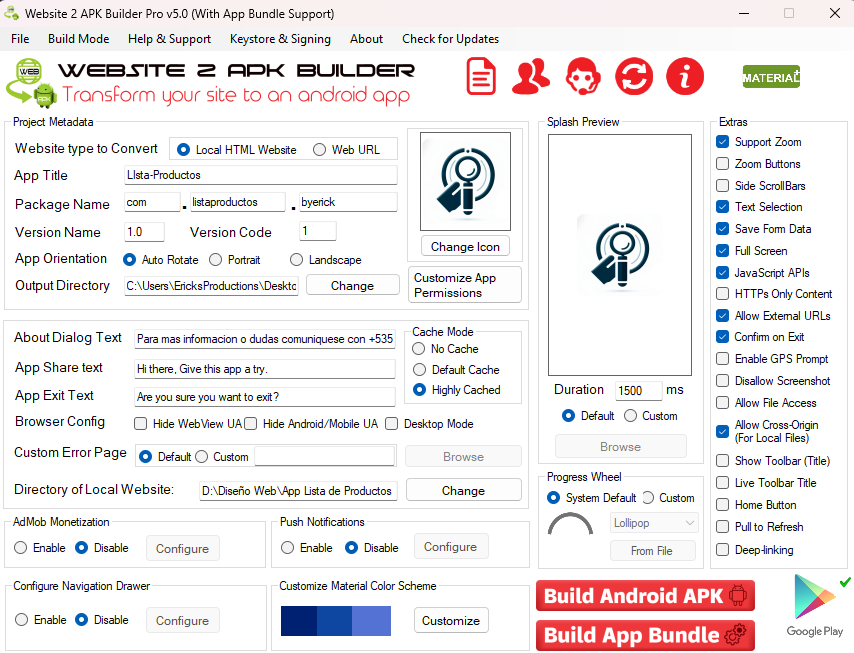 Website 2 APK Builder Pro v5.0 (With App Bundle Support)
File Build Mode Help & Support Keystore & Signing About Check for Updates
WEB
WEBSITE 2 APK BUILDER
Transform your site to an android app
MATERIAL
Project Metadata
Website type to Convert Local HTML Website Web URL
App Title LIsta-Productos
Package Name com . listaproductos . byerick
Version Name 1.0 Version Code 1
App Orientation Auto Rotate Portrait Landscape
Output Directory C:\Users\EricksProductions\Deskto Change
Change Icon
Customize App
Permissions
About Dialog Text Para mas informacion o dudas comuniquese con +535
App Share text Hi there, Give this app a try.
App Exit Text Are you sure you want to exit?
Browser Config Hide WebView UA Hide Android/Mobile UA Desktop Mode
Custom Error Page Default Custom Browse
Directory of Local Website: D:\Diseño Web\App Lista de Productos Change
Cache Mode
No Cache
Default Cache
Highly Cached
AdMob Monetization
Enable Disable Configure
Push Notifications
Enable Disable Configure
Configure Navigation Drawer
Enable Disable Configure
Customize Material Color Scheme
Customize
Splash Preview
Duration 1500 ms
Default Custom
Browse
Progress Wheel
System Default Custom
Lollipop
From File
Extras
Support Zoom
Zoom Buttons
Side ScrollBars
Text Selection
Save Form Data
Full Screen
JavaScript APIs
HTTPs Only Content
Allow External URLs
Confirm on Exit
Enable GPS Prompt
Disallow Screenshot
Allow File Access
Allow Cross-Origin
(For Local Files)
Show Toolbar (Title)
Live Toolbar Title
Home Button
Pull to Refresh
Deep-linking
Build Android APK
Build App Bundle
Google Play